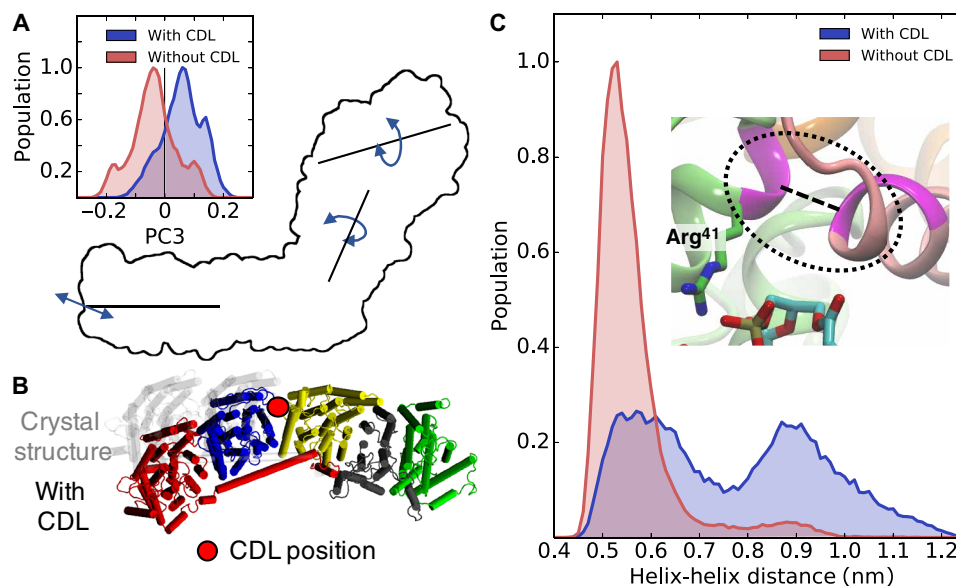 A
With CDL
Without CDL
1.0
0.6
0.2
Population
-0.2
0
0.2
PC3
B
Crystal
structure
With
CDL
CDL position
C
With CDL
Without CDL
1.0
0.8
0.6
0.4
0.2
Population
Arg41
0.4
0.5
0.6
0.7
0.8
0.9
1.0
1.1
1.2
Helix-helix distance (nm)